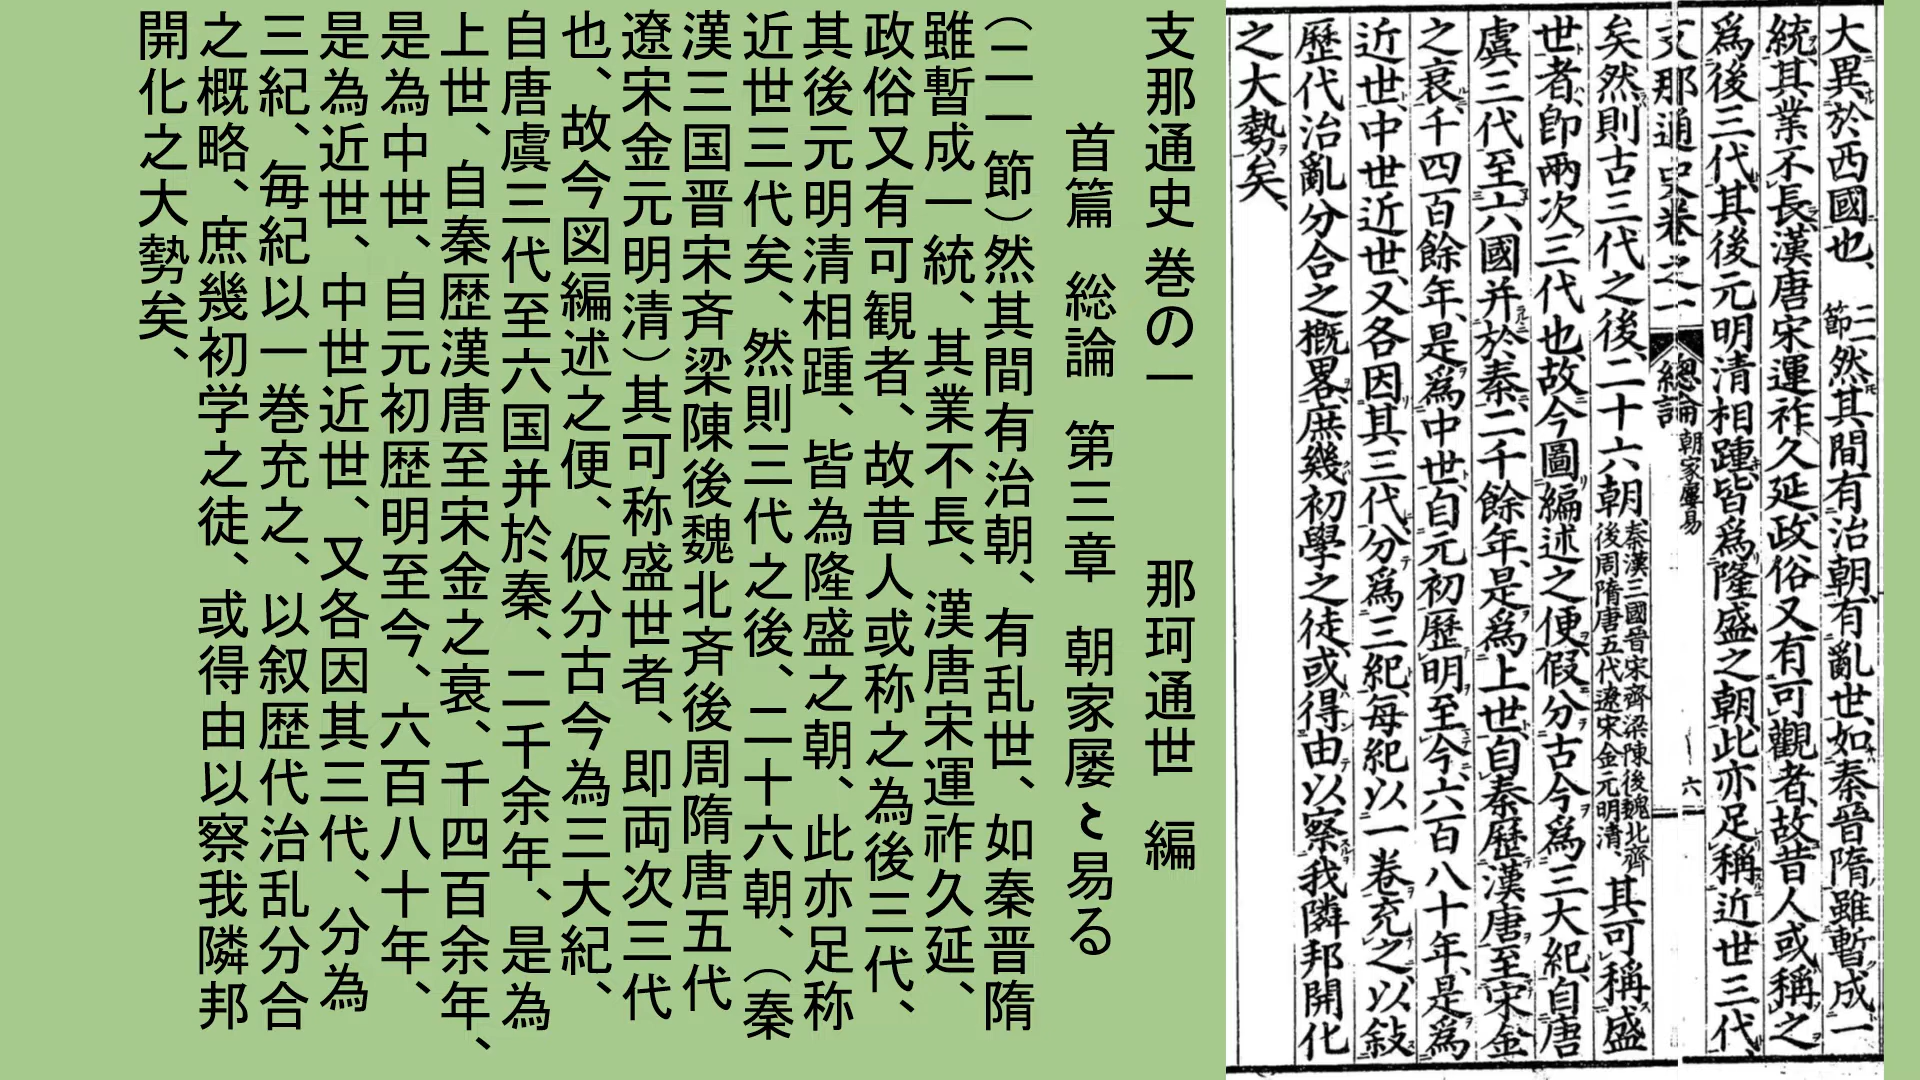 大異於西國也、二一節然其間有治朝、有亂世、如秦晉隋雖暫成一
統、其業不長、漢唐宋運祚久延、政俗又有可觀者、故昔人或稱之
爲後三代、其後元明清相踵、皆爲隆盛之朝、此亦足稱近世三代
支那通史卷之一 總論 朝家屢易 六
矣然則古三代之後、二十六朝、秦漢三國晉宋齊梁陳後魏北齊後周隋唐五代遼宋金元明清、其可稱盛
世者、卽兩次三代也、故今圖編述之便、假分古今爲三大紀、自唐
虞三代至六國并於秦、二千餘年、是爲上世、自秦歷漢唐至宋金
之衰、千四百餘年、是爲中世、自元初歷明至今、六百八十年、是爲
近世、中世近世、又各因其三代、分爲三紀、每紀以一卷充之、以敍
歷代治亂分合之概畧、庶幾初學之徒、或得由以察我隣邦開化
之大勢矣、
支那通史 巻の一 那珂通世 編
首篇 総論 第三章 朝家屡〻易る
（二一節）然其間有治朝、有乱世、如秦晋隋
雖暫成一統、其業不長、漢唐宋運祚久延、
政俗又有可観者、故昔人或称之為後三代、
其後元明清相踵、皆為隆盛之朝、此亦足称
近世三代矣、然則三代之後、二十六朝、（秦
漢三国晋宋斉梁陳後魏北斉後周隋唐五代
遼宋金元明清）其可称盛世者、即両次三代
也、故今図編述之便、仮分古今為三大紀、
自唐虞三代至六国并於秦、二千余年、是為
上世、自秦歴漢唐至宋金之衰、千四百余年、
是為中世、自元初歴明至今、六百八十年、
是為近世、中世近世、又各因其三代、分為
三紀、毎紀以一巻充之、以叙歴代治乱分合
之概略、庶幾初学之徒、或得由以察我隣邦
開化之大勢矣、